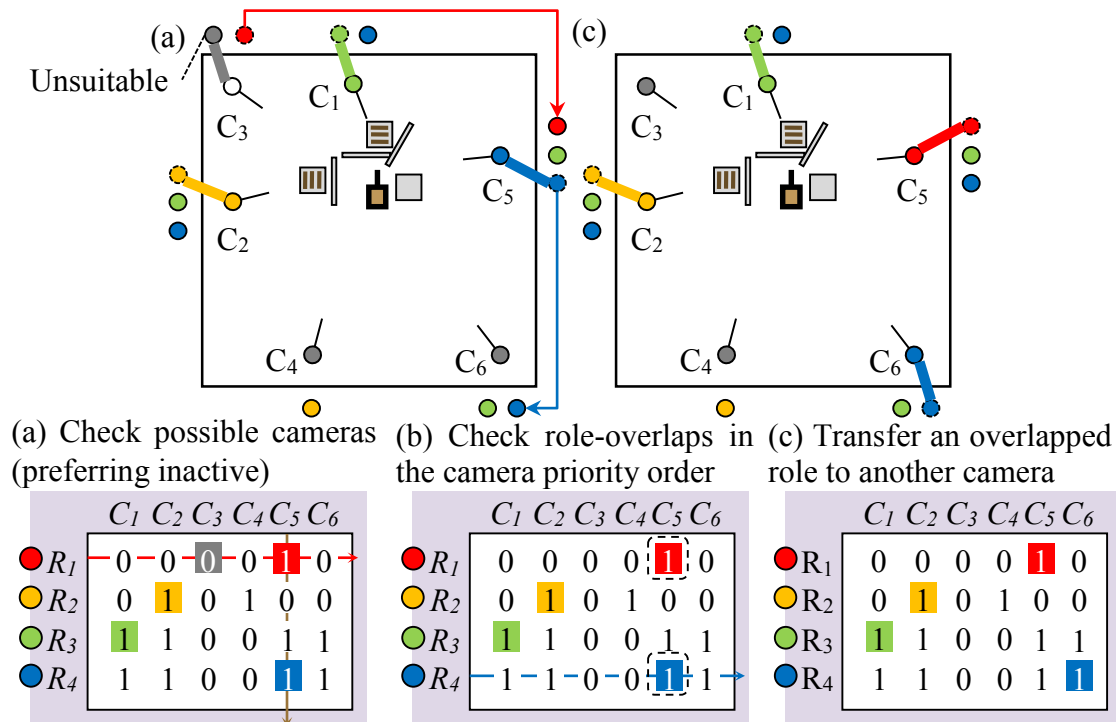 (a)
(c)
Unsuitable
C3
C1
C3
C1
C5
C5
C2
C2
C4
C6
C4
C6
(a) Check possible cameras (preferring inactive)
(b) Check role-overlaps in the camera priority order
(c) Transfer an overlapped role to another camera
C1 C2 C3 C4 C5 C6
R1 0 0 0 0 1 0
R2 0 1 0 1 0 0
R3 1 1 0 0 1 1
R4 1 1 0 0 1 1
C1 C2 C3 C4 C5 C6
R1 0 0 0 0 1 0
R2 0 1 0 1 0 0
R3 1 1 0 0 1 1
R4 1 1 0 0 1 1
C1 C2 C3 C4 C5 C6
R1 0 0 0 0 1 0
R2 0 1 0 1 0 0
R3 1 1 0 0 1 1
R4 1 1 0 0 1 1